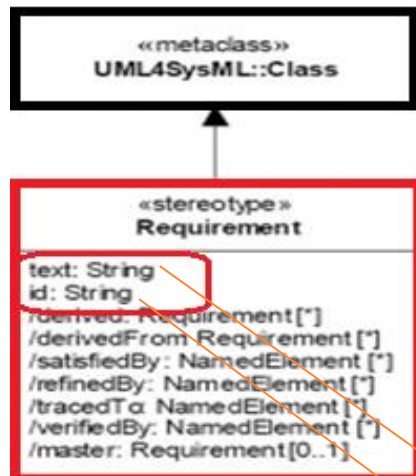 «metaclass»
UML4SysML::Class
«stereotype»
Requirement
text: String
id: String
/derived: Requirement[*]
/derivedFrom: Requirement[*]
/satisfiedBy: NamedElement[*]
/refinedBy: NamedElement[*]
/tracedTo: NamedElement[*]
/verifiedBy: NamedElement[*]
/master: Requirement[0..1]